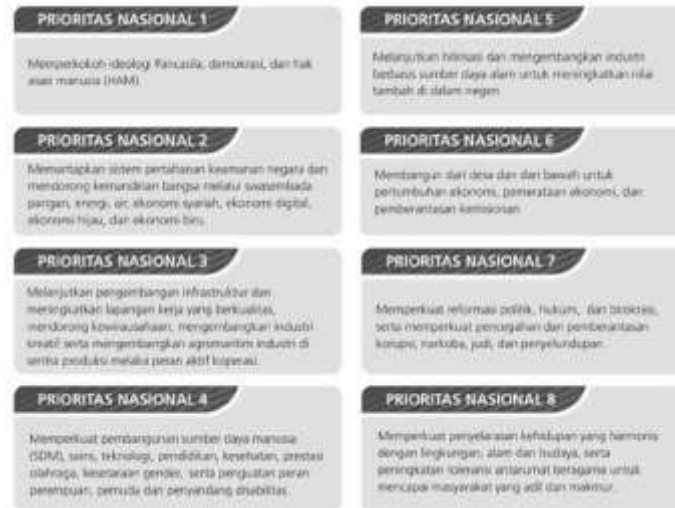 PRIORITAS NASIONAL 1
Memperkokoh ideologi Pancasila, demokrasi, dan hak
asasi manusia (HAM).
PRIORITAS NASIONAL 2
Memantapkan sistem pertahanan keamanan negara dan
mendorong kemandirian bangsa melalui swasembada
pangan, energi, air, ekonomi syariah, ekonomi digital,
ekonomi hijau, dan ekonomi biru.
PRIORITAS NASIONAL 3
Melanjutkan pengembangan infrastruktur dan
meningkatkan lapangan kerja yang berkualitas,
mendorong kewirausahaan, mengembangkan industri
kreatif serta mengembangkan agromaritim industri di
sentra produksi melalui peran aktif koperasi.
PRIORITAS NASIONAL 4
Memperkuat pembangunan sumber daya manusia
(SDM), sains, teknologi, pendidikan, kesehatan, prestasi
olahraga, kesetaraan gender, serta penguatan peran
perempuan, pemuda dan penyandang disabilitas.
PRIORITAS NASIONAL 5
Melanjutkan hilirisasi dan mengembangkan industri
berbasis sumber daya alam untuk meningkatkan nilai
tambah di dalam negeri.
PRIORITAS NASIONAL 6
Membangun dari desa dan dari bawah untuk
pertumbuhan ekonomi, pemerataan ekonomi, dan
pemberantasan kemiskinan.
PRIORITAS NASIONAL 7
Memperkuat reformasi politik, hukum, dan birokrasi,
serta memperkuat pencegahan dan pemberantasan
korupsi, narkoba, judi, dan penyelundupan.
PRIORITAS NASIONAL 8
Memperkuat penyelarasan kehidupan yang harmonis
dengan lingkungan, alam dan budaya, serta
peningkatan toleransi antarumat beragama untuk
mencapai masyarakat yang adil dan makmur.